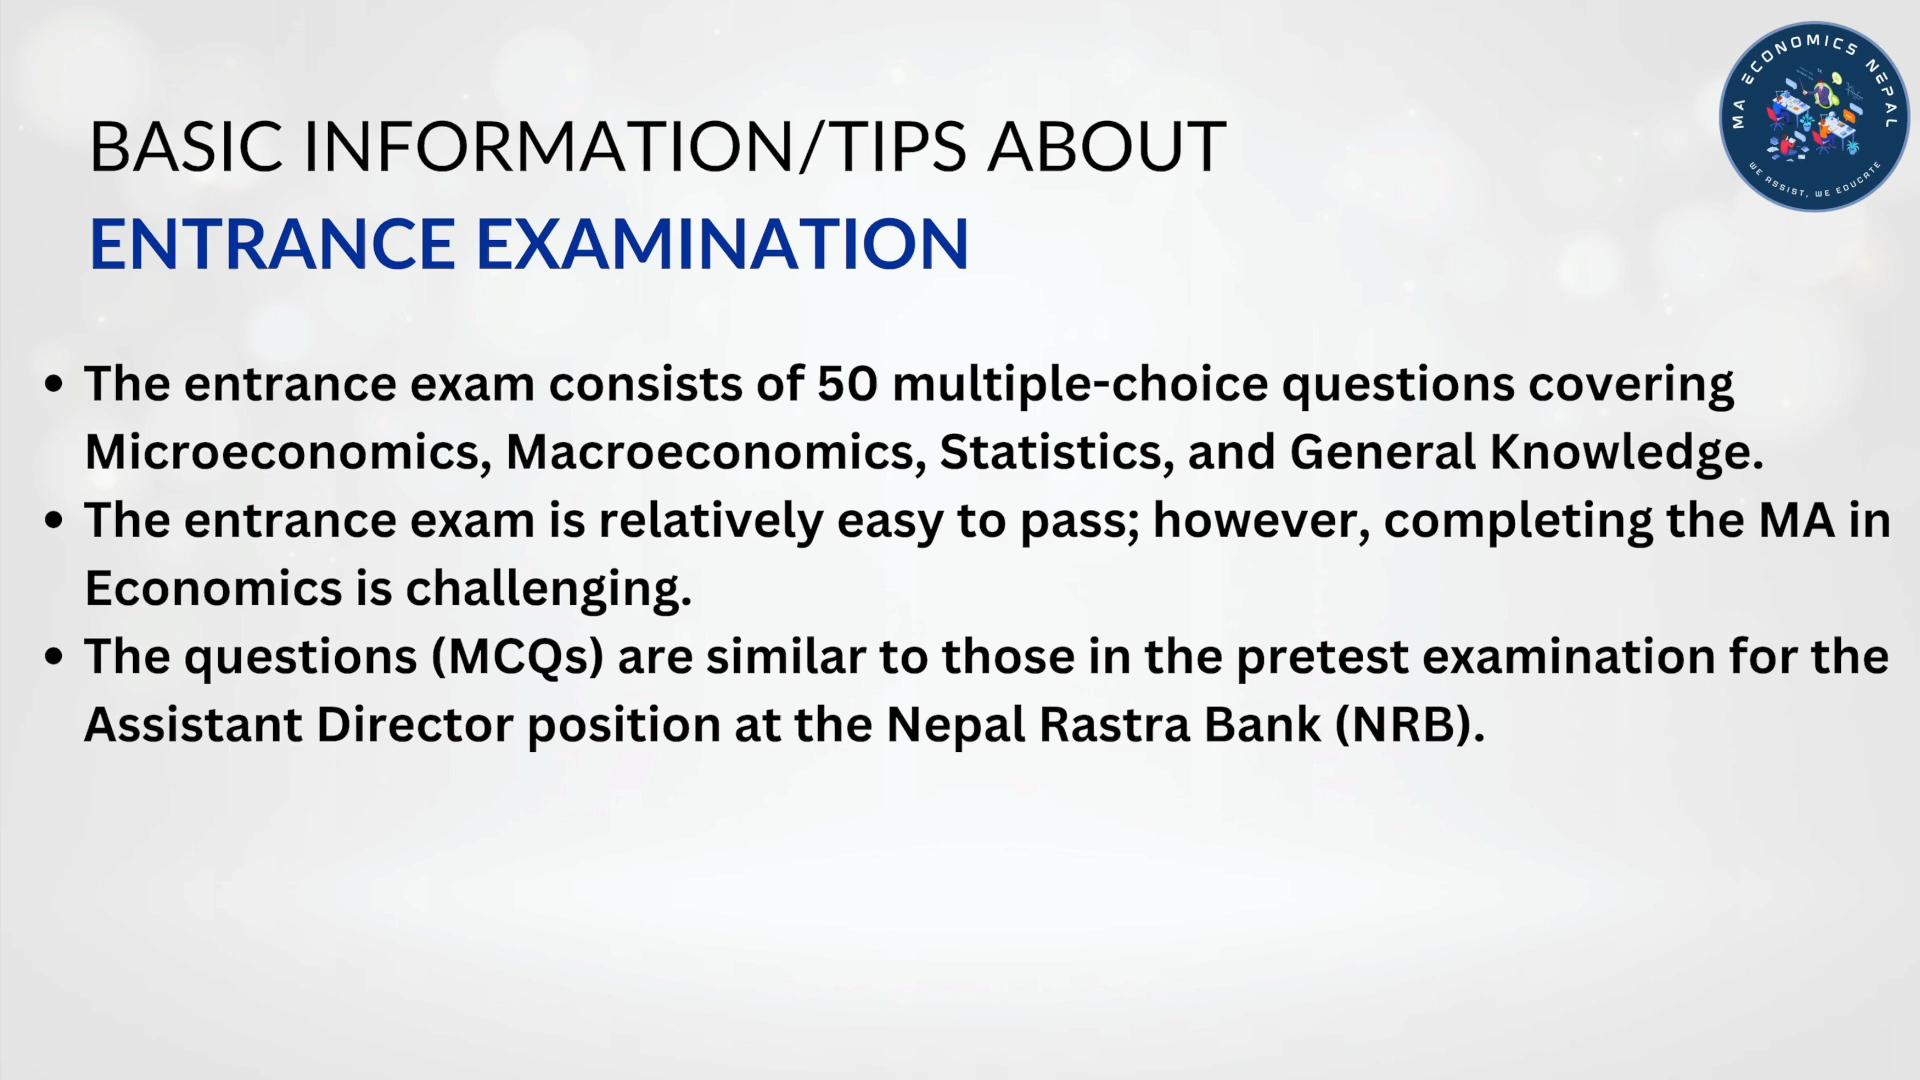 BASIC INFORMATION/TIPS ABOUT
ENTRANCE EXAMINATION
MA ECONOMICS NEPAL
WE ASSIST, WE EDUCATE
• The entrance exam consists of 50 multiple-choice questions covering
Microeconomics, Macroeconomics, Statistics, and General Knowledge.
• The entrance exam is relatively easy to pass; however, completing the MA in
Economics is challenging.
• The questions (MCQs) are similar to those in the pretest examination for the
Assistant Director position at the Nepal Rastra Bank (NRB).